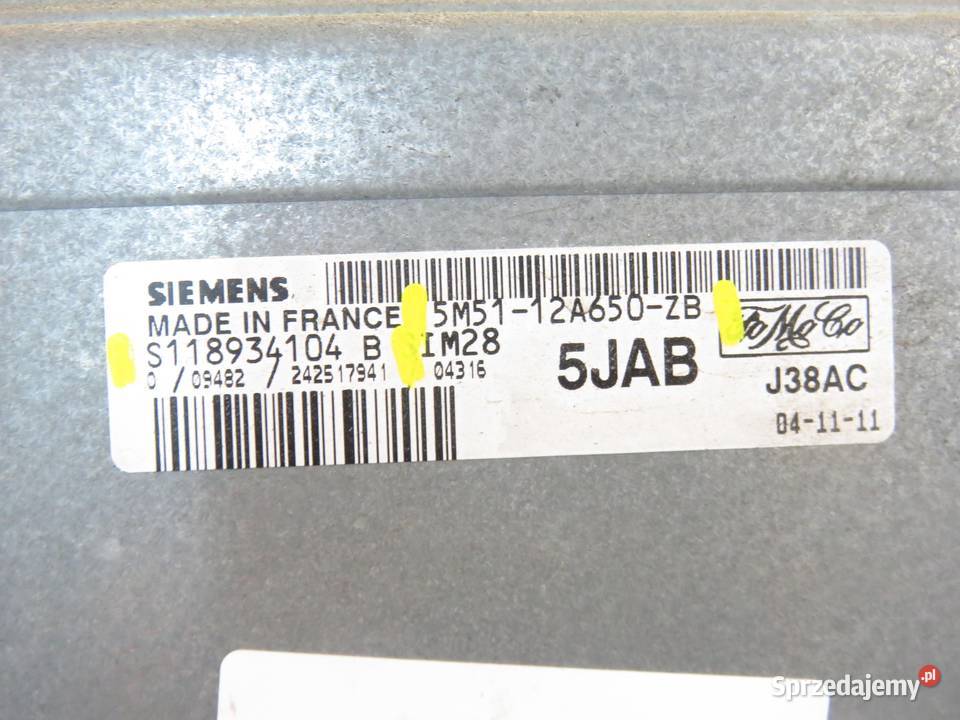 SIEMENS
MADE IN FRANCE 5M51-12A650-ZB
FoMoCo
S118934104 B IM28
5JAB
J38AC
0 / 09482 / 242517941 04316
04-11-11
Sprzedajemy.pl